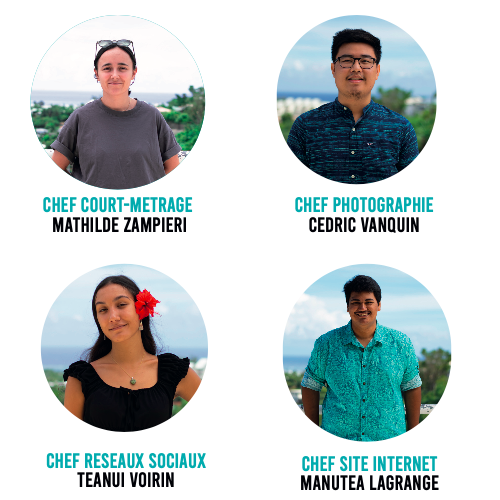 CHEF COURT-METRAGE
MATHILDE ZAMPIERI
CHEF PHOTOGRAPHIE
CEDRIC VANQUIN
CHEF RESEAUX SOCIAUX
TEANUI VOIRIN
CHEF SITE INTERNET
MANUTEA LAGRANGE